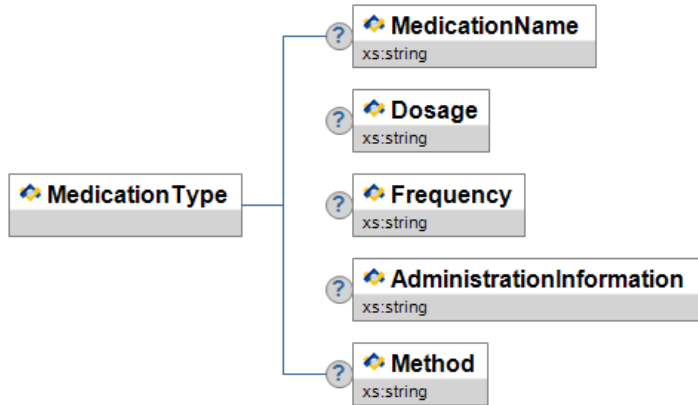 ?
MedicationName
xs:string
?
Dosage
xs:string
MedicationType
?
Frequency
xs:string
?
AdministrationInformation
xs:string
?
Method
xs:string